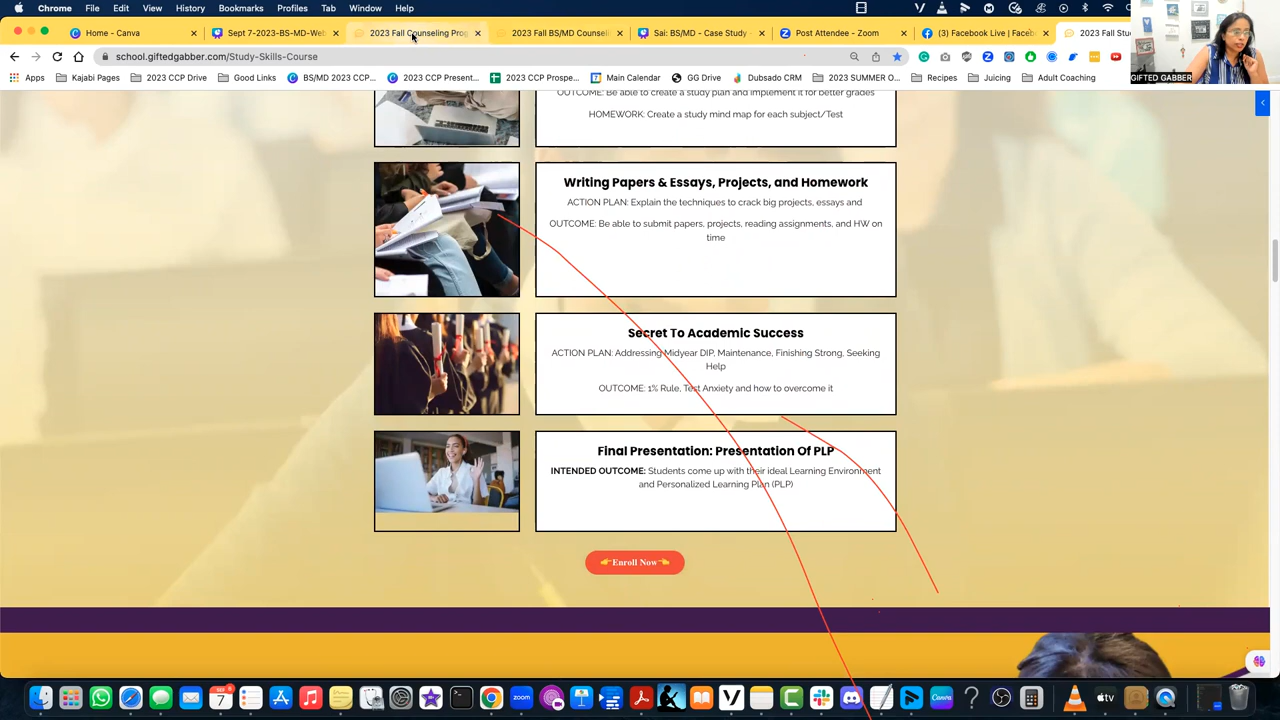 Chrome File Edit View History Bookmarks Profiles Tab Window Help
Home - Canva
Sept 7-2023-BS-MD-Web
2023 Fall Counseling Pro
2023 Fall BS/MD Counseli
Sai: BS/MD - Case Study -
Post Attendee - Zoom
(3) Facebook Live | Faceb
2023 Fall Stu
school.giftedgabber.com/Study-Skills-Course
GIFTED GABBER
Apps Kajabi Pages 2023 CCP Drive Good Links BS/MD 2023 CCP... 2023 CCP Present... 2023 CCP Prospe... Main Calendar GG Drive Dubsado CRM 2023 SUMMER O... Recipes Juicing Adult Coaching
OUTCOME: Be able to create a study plan and implement it for better grades
HOMEWORK: Create a study mind map for each subject/Test
Writing Papers & Essays, Projects, and Homework
ACTION PLAN: Explain the techniques to crack big projects, essays and
OUTCOME: Be able to submit papers, projects, reading assignments, and HW on
time
Secret To Academic Success
ACTION PLAN: Addressing Midyear DIP, Maintenance, Finishing Strong, Seeking
Help
OUTCOME: 1% Rule, Test Anxiety and how to overcome it
Final Presentation: Presentation Of PLP
INTENDED OUTCOME: Students come up with their ideal Learning Environment
and Personalized Learning Plan (PLP)
👉Enroll Now👈
SEP
7
zoom
Canva
tv